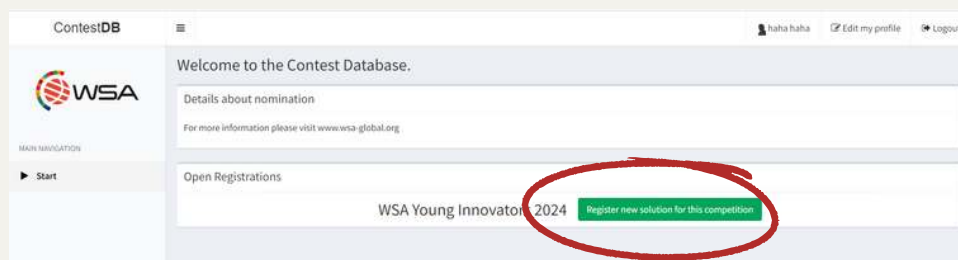 ContestDB
haha haha
Edit my profile
Logout
WSA
MAIN NAVIGATION
Start
Welcome to the Contest Database.
Details about nomination
For more information please visit www.wsa-global.org
Open Registrations
WSA Young Innovators 2024
Register new solution for this competition